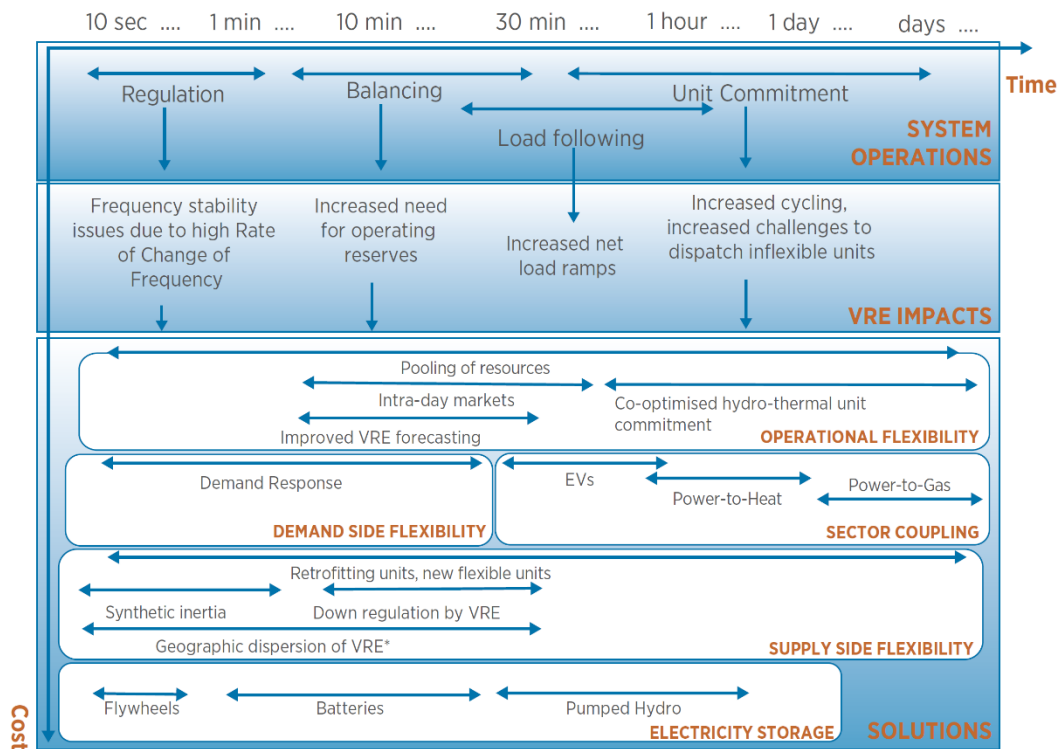 10 sec .... 1 min .... 10 min .... 30 min .... 1 hour .... 1 day .... days ....
Time
Regulation
Balancing
Unit Commitment
Load following
SYSTEM
OPERATIONS
Frequency stability
issues due to high Rate
of Change of
Frequency
Increased need
for operating
reserves
Increased net
load ramps
Increased cycling,
increased challenges to
dispatch inflexible units
VRE IMPACTS
Pooling of resources
Intra-day markets
Improved VRE forecasting
Co-optimised hydro-thermal unit
commitment
OPERATIONAL FLEXIBILITY
Demand Response
DEMAND SIDE FLEXIBILITY
EVs
Power-to-Heat
Power-to-Gas
SECTOR COUPLING
Retrofitting units, new flexible units
Synthetic inertia
Down regulation by VRE
Geographic dispersion of VRE*
SUPPLY SIDE FLEXIBILITY
Flywheels
Batteries
Pumped Hydro
ELECTRICITY STORAGE
SOLUTIONS
Cost